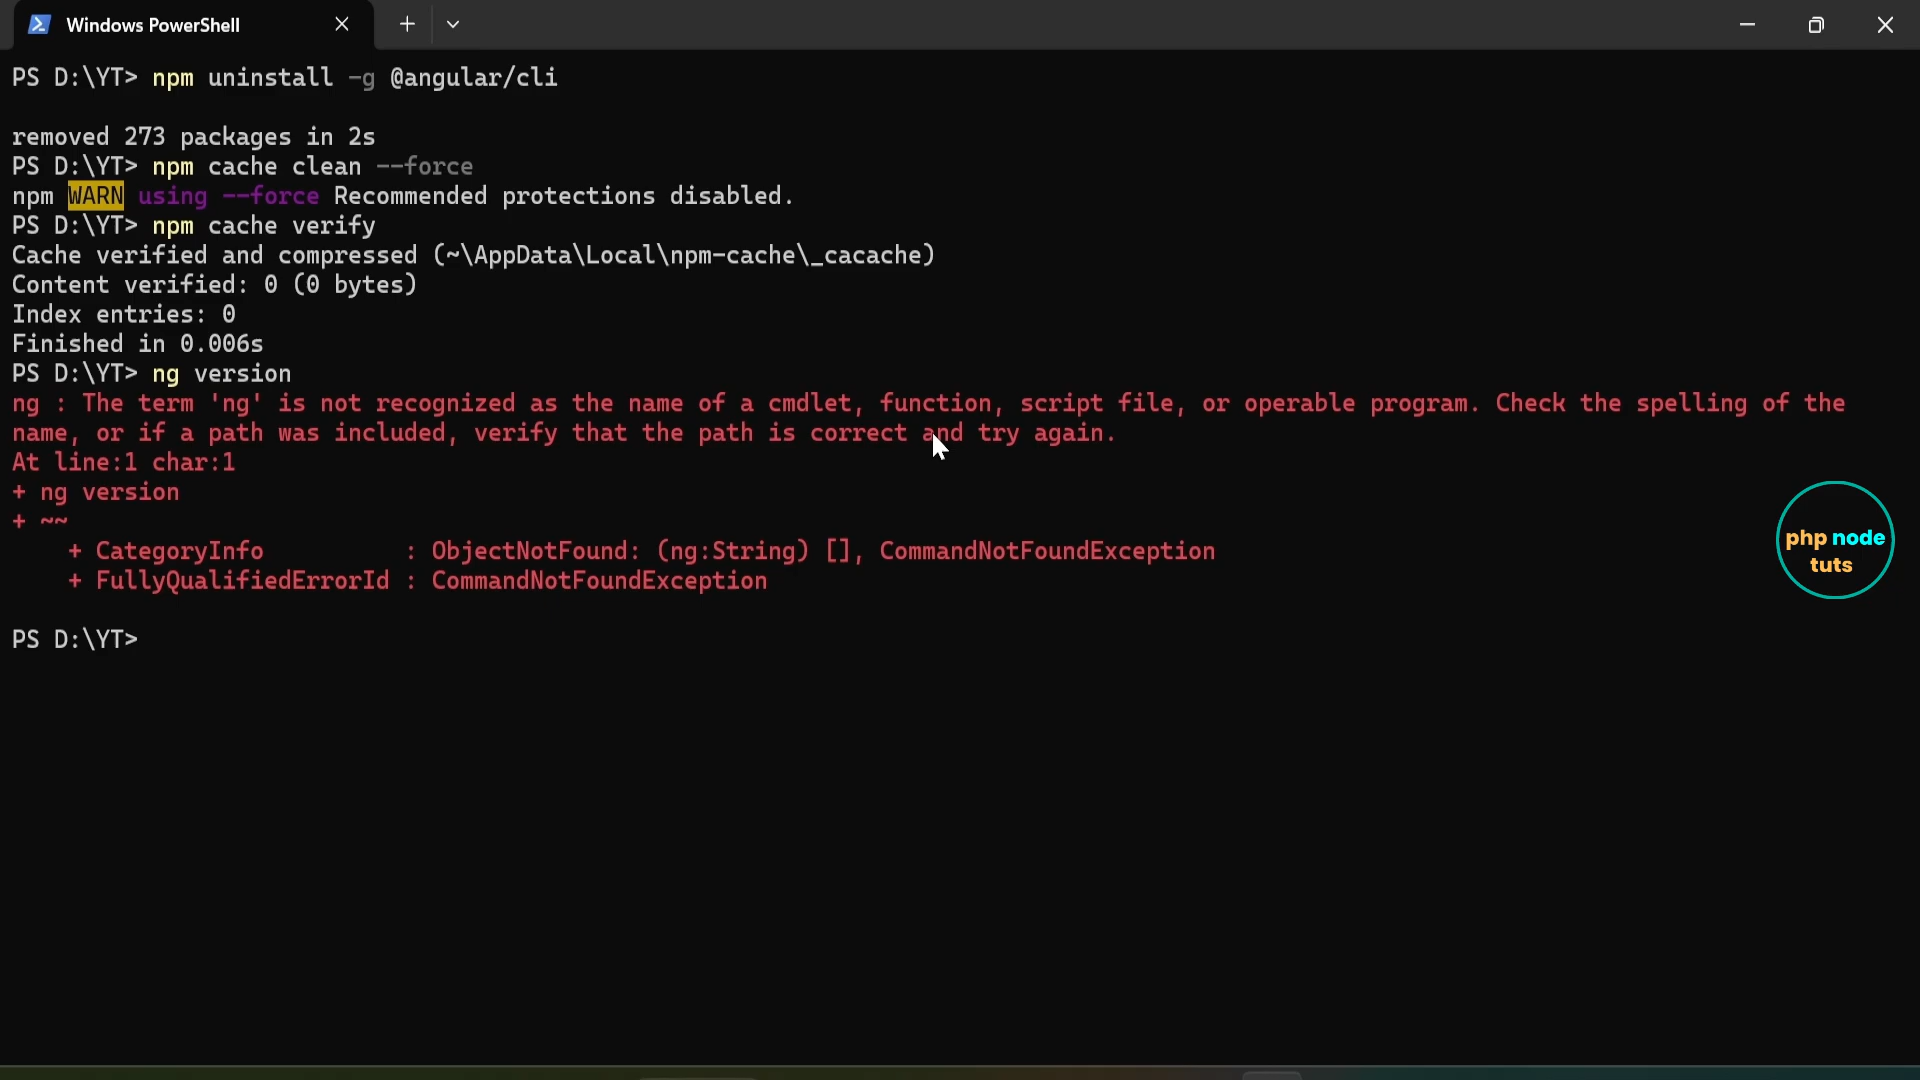 Windows PowerShell
PS D:\YT> npm uninstall -g @angular/cli
removed 273 packages in 2s
PS D:\YT> npm cache clean --force
npm WARN using --force Recommended protections disabled.
PS D:\YT> npm cache verify
Cache verified and compressed (~\AppData\Local\npm-cache\_cacache)
Content verified: 0 (0 bytes)
Index entries: 0
Finished in 0.006s
PS D:\YT> ng version
ng : The term 'ng' is not recognized as the name of a cmdlet, function, script file, or operable program. Check the spelling of the
name, or if a path was included, verify that the path is correct and try again.
At line:1 char:1
+ ng version
+ ~~
    + CategoryInfo          : ObjectNotFound: (ng:String) [], CommandNotFoundException
    + FullyQualifiedErrorId : CommandNotFoundException
PS D:\YT>
php node
tuts